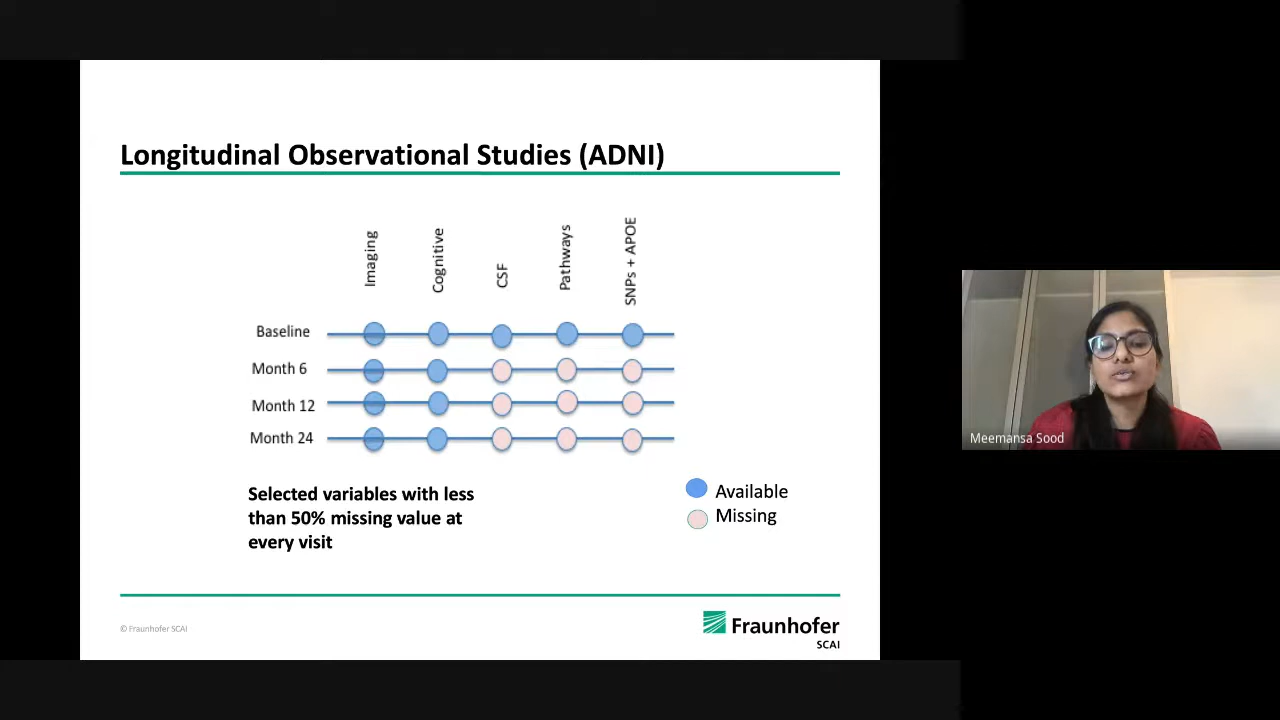 Longitudinal Observational Studies (ADNI)
Imaging
Cognitive
CSF
Pathways
SNPs + APOE
Baseline
Month 6
Month 12
Month 24
Selected variables with less
than 50% missing value at
every visit
Available
Missing
© Fraunhofer SCAI
Fraunhofer
SCAI
Meemansa Sood